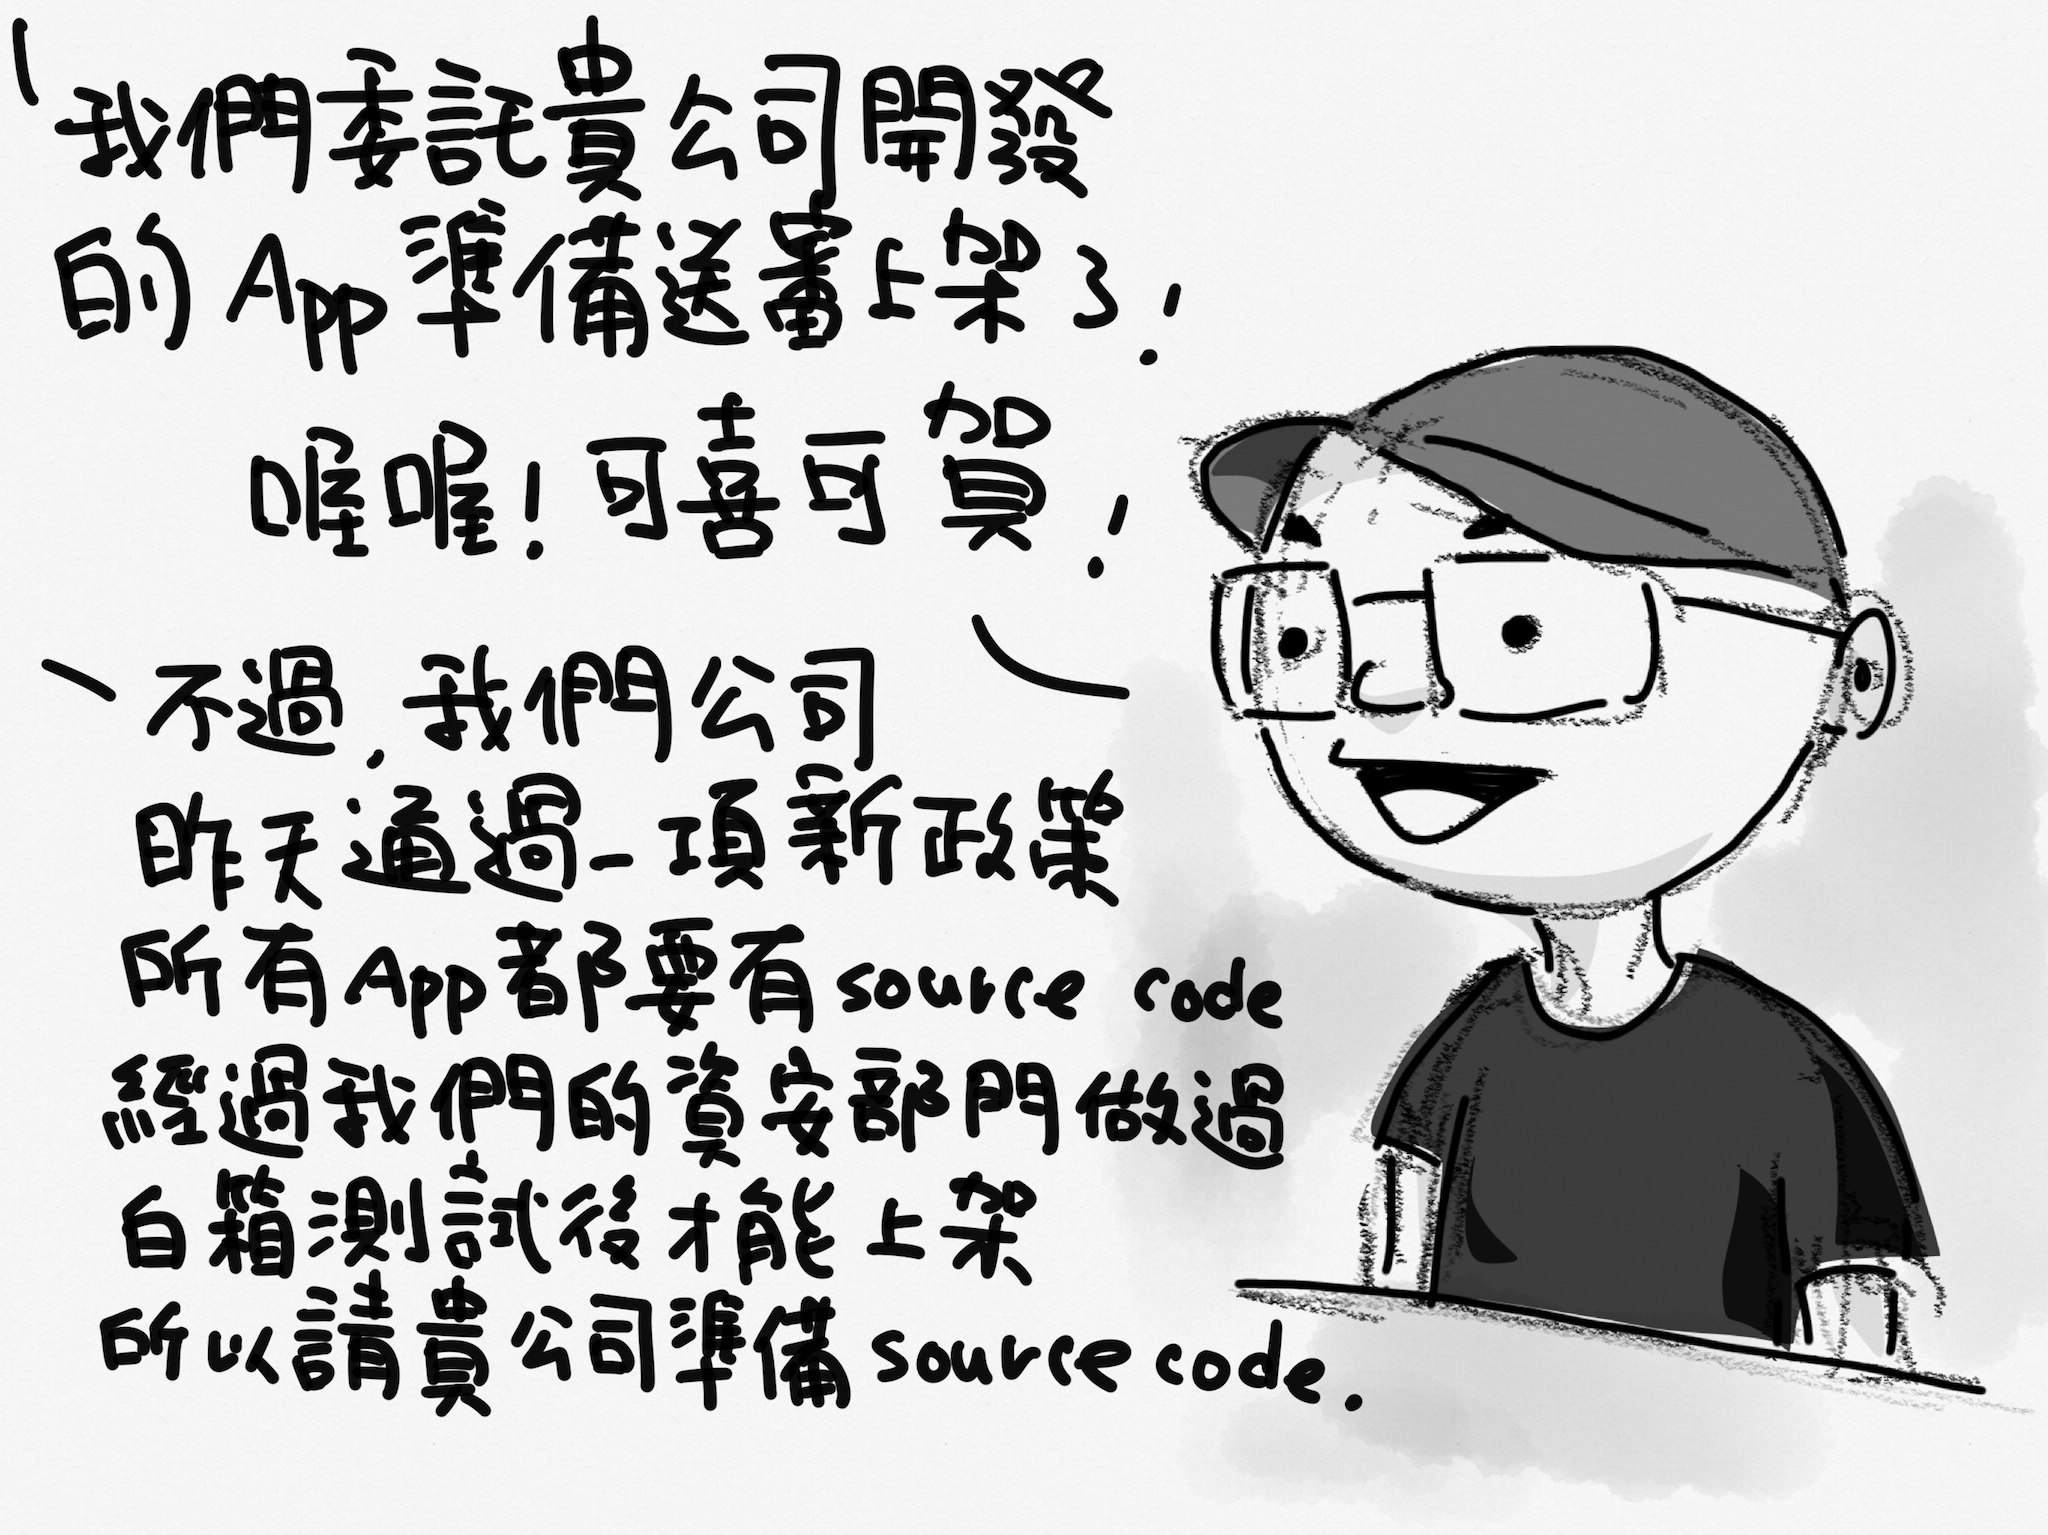 我們委託貴公司開發
的App準備送審上架了!
喔喔!可喜可賀!
不過,我們公司
昨天通過一項新政策
所有App都要有source code
經過我們的資安部門做過
白箱測試後才能上架
所以請貴公司準備source code.